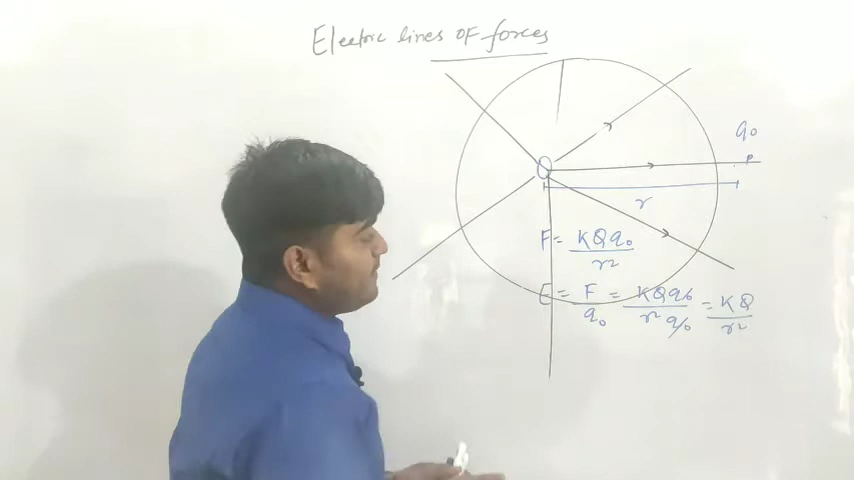 Electric lines OF forces
q₀
Q
P
r
F = KQq₀/r²
E = F/q₀ = KQq₀/r²q₀ = KQ/r²